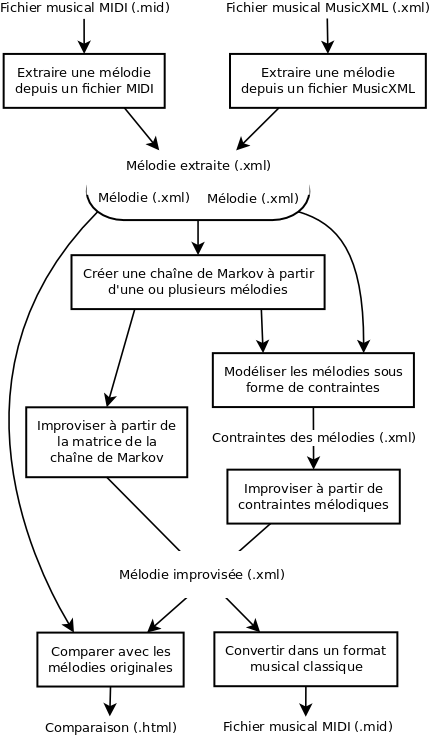 Fichier musical MIDI (.mid)
Fichier musical MusicXML (.xml)
Extraire une mélodie
depuis un fichier MIDI
Extraire une mélodie
depuis un fichier MusicXML
Mélodie extraite (.xml)
Mélodie (.xml)
Mélodie (.xml)
Créer une chaîne de Markov à partir
d'une ou plusieurs mélodies
Modéliser les mélodies sous
forme de contraintes
Improviser à partir de
la matrice de la
chaîne de Markov
Contraintes des mélodies (.xml)
Improviser à partir de
contraintes mélodiques
Mélodie improvisée (.xml)
Comparer avec les
mélodies originales
Convertir dans un format
musical classique
Comparaison (.html)
Fichier musical MIDI (.mid)